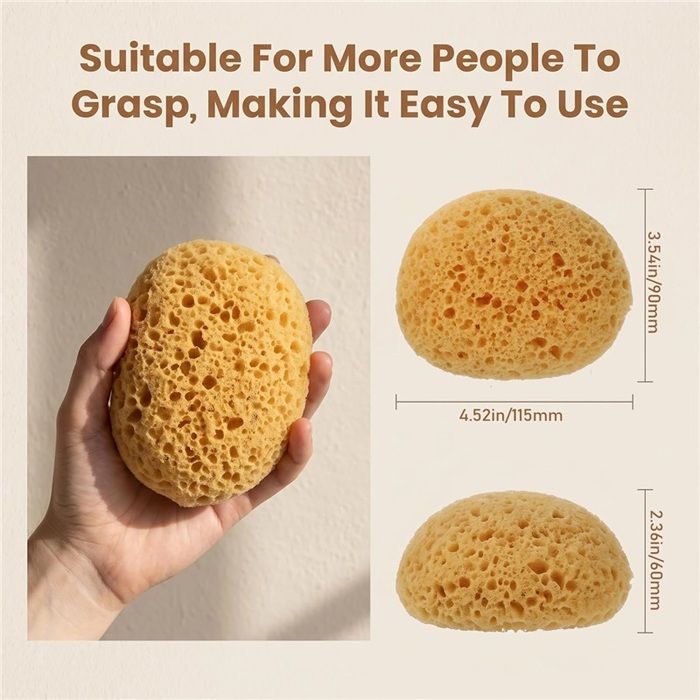 Suitable For More People To
Grasp, Making It Easy To Use
3.54in/90mm
4.52in/115mm
2.36in/60mm